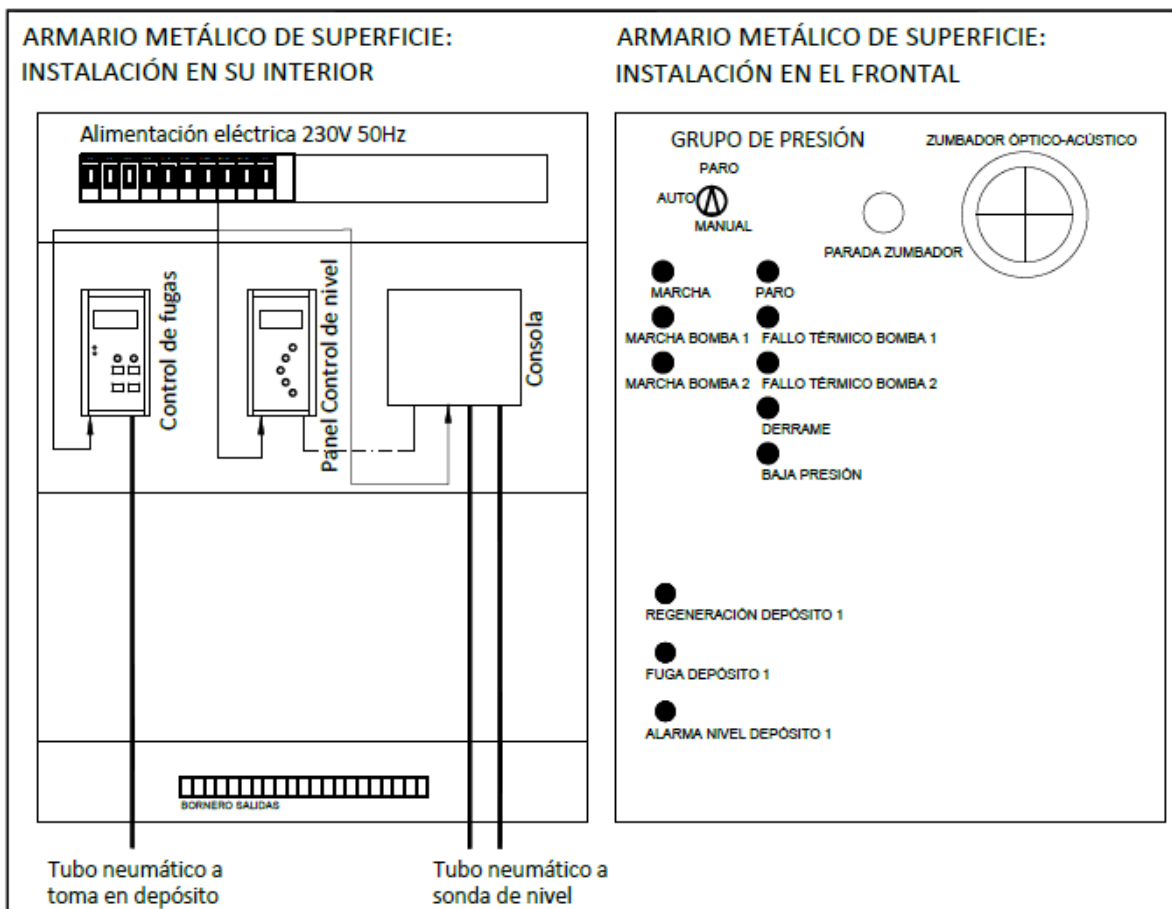 ARMARIO METÁLICO DE SUPERFICIE:
INSTALACIÓN EN SU INTERIOR
Alimentación eléctrica 230V 50Hz
Control de fugas
Panel Control de nivel
Consola
BORNERO SALIDAS
Tubo neumático a
toma en depósito
Tubo neumático a
sonda de nivel
ARMARIO METÁLICO DE SUPERFICIE:
INSTALACIÓN EN EL FRONTAL
GRUPO DE PRESIÓN
ZUMBADOR ÓPTICO-ACÚSTICO
PARO
AUTO
MANUAL
PARADA ZUMBADOR
MARCHA
PARO
MARCHA BOMBA 1
FALLO TÉRMICO BOMBA 1
MARCHA BOMBA 2
FALLO TÉRMICO BOMBA 2
DERRAME
BAJA PRESIÓN
REGENERACIÓN DEPÓSITO 1
FUGA DEPÓSITO 1
ALARMA NIVEL DEPÓSITO 1